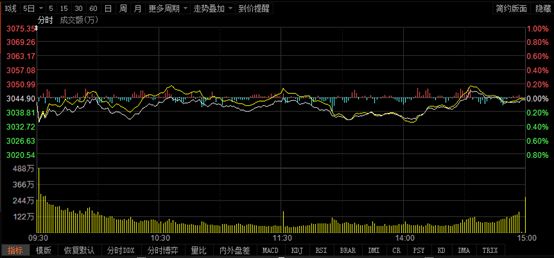 K线 5日 5 15 30 60 日 周 月 更多周期 走势叠加 到价提醒 简约版面 隐藏
分时 成交额(万)
3075.35 1.00%
3069.26 0.80%
3063.17 0.60%
3057.08 0.40%
3050.99 0.20%
3044.90 0.00%
3038.81 0.20%
3032.72 0.40%
3026.63 0.60%
3020.54 0.80%
488万
366万
244万
122万
09:30 10:30 11:30 14:00 15:00
指标 模版 恢复默认 分时DDX 分时博弈 量比 内外盘差 MACD KDJ RSI BRAR DMI CR PSY KD DMA TRIX